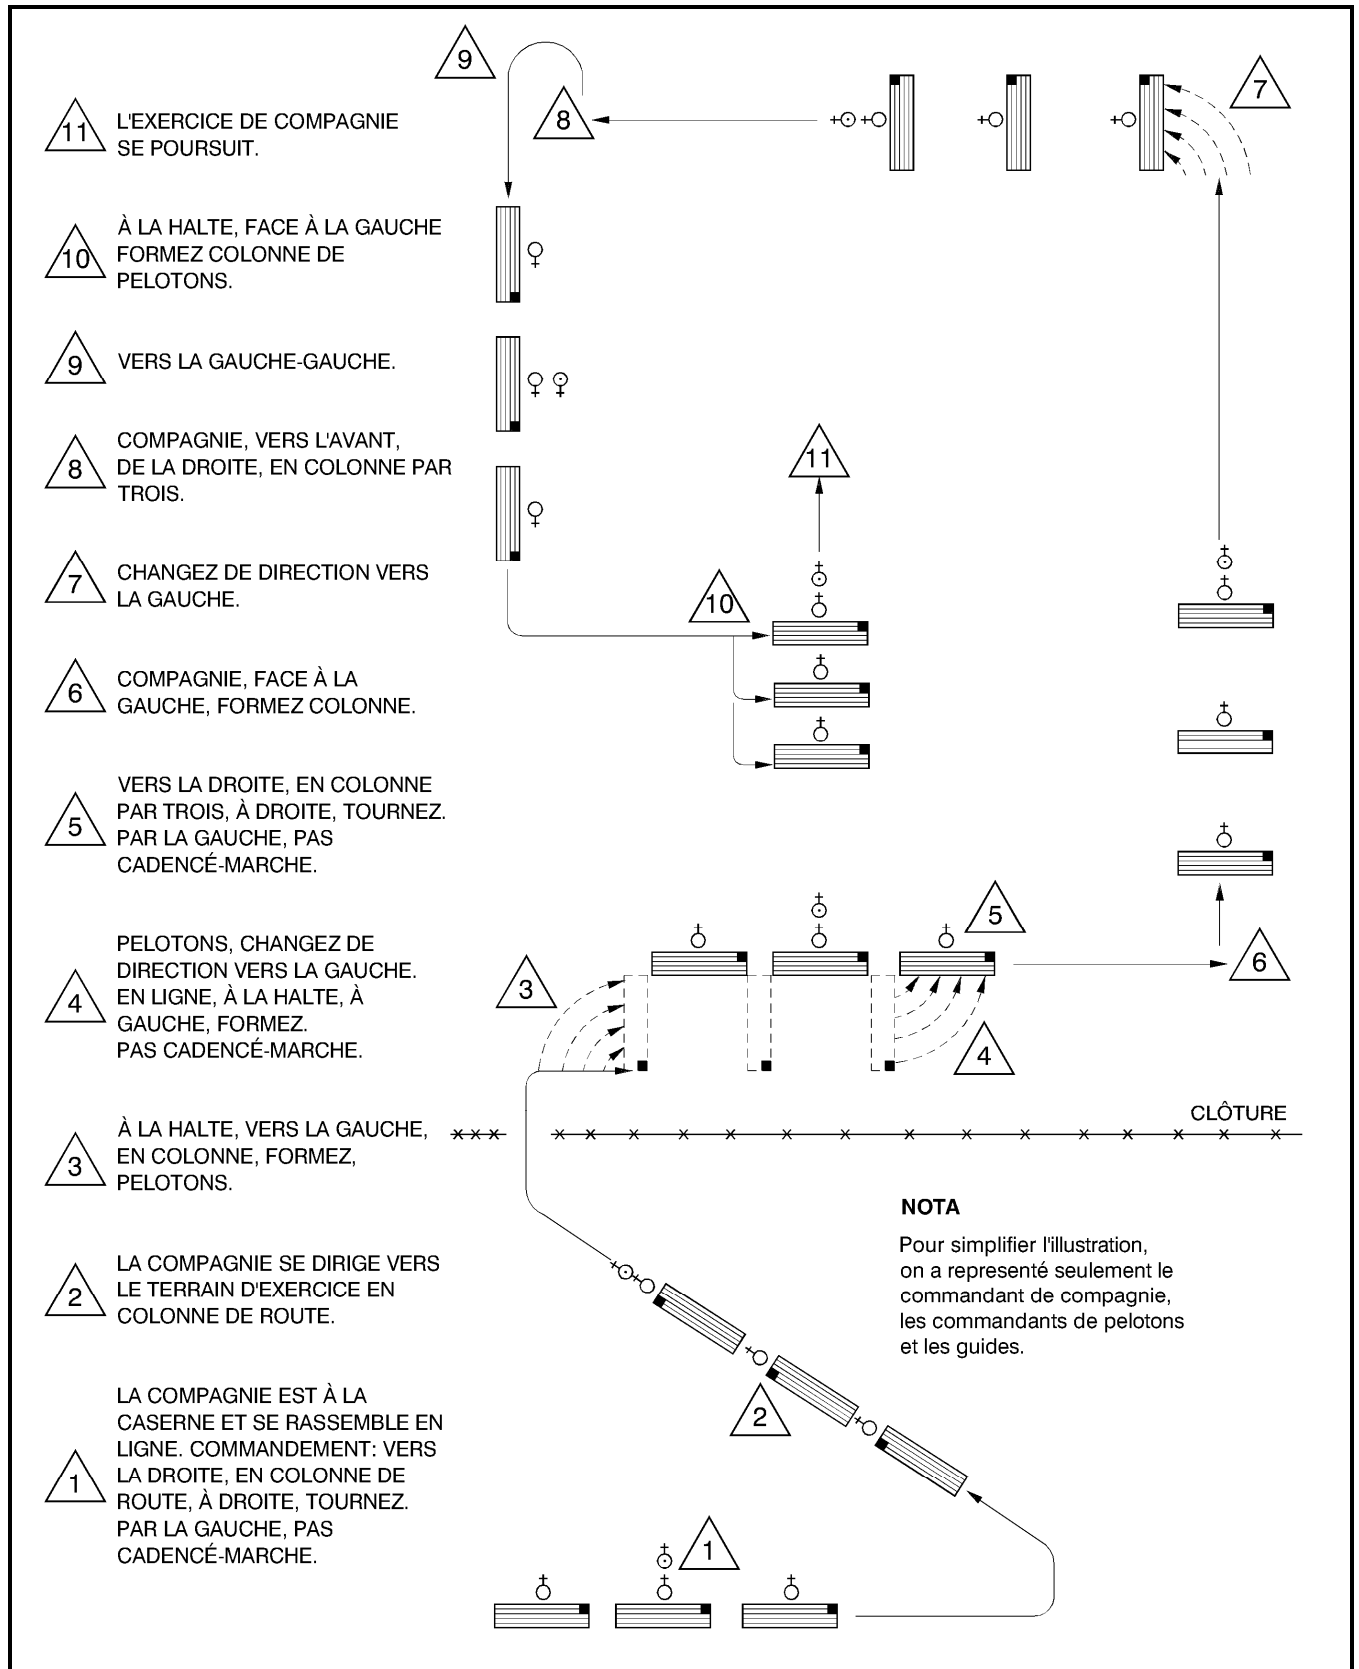 11
L'EXERCICE DE COMPAGNIE
SE POURSUIT.
10
À LA HALTE, FACE À LA GAUCHE
FORMEZ COLONNE DE
PELOTONS.
9
VERS LA GAUCHE-GAUCHE.
8
COMPAGNIE, VERS L'AVANT,
DE LA DROITE, EN COLONNE PAR
TROIS.
7
CHANGEZ DE DIRECTION VERS
LA GAUCHE.
6
COMPAGNIE, FACE À LA
GAUCHE, FORMEZ COLONNE.
5
VERS LA DROITE, EN COLONNE
PAR TROIS, À DROITE, TOURNEZ.
PAR LA GAUCHE, PAS
CADENCÉ-MARCHE.
4
PELOTONS, CHANGEZ DE
DIRECTION VERS LA GAUCHE.
EN LIGNE, À LA HALTE, À
GAUCHE, FORMEZ.
PAS CADENCÉ-MARCHE.
3
À LA HALTE, VERS LA GAUCHE,
EN COLONNE, FORMEZ,
PELOTONS.
2
LA COMPAGNIE SE DIRIGE VERS
LE TERRAIN D'EXERCICE EN
COLONNE DE ROUTE.
1
LA COMPAGNIE EST À LA
CASERNE ET SE RASSEMBLE EN
LIGNE. COMMANDEMENT: VERS
LA DROITE, EN COLONNE DE
ROUTE, À DROITE, TOURNEZ.
PAR LA GAUCHE, PAS
CADENCÉ-MARCHE.
9
8
7
11
10
5
6
3
4
CLÔTURE
NOTA
Pour simplifier l'illustration,
on a representé seulement le
commandant de compagnie,
les commandants de pelotons
et les guides.
2
1